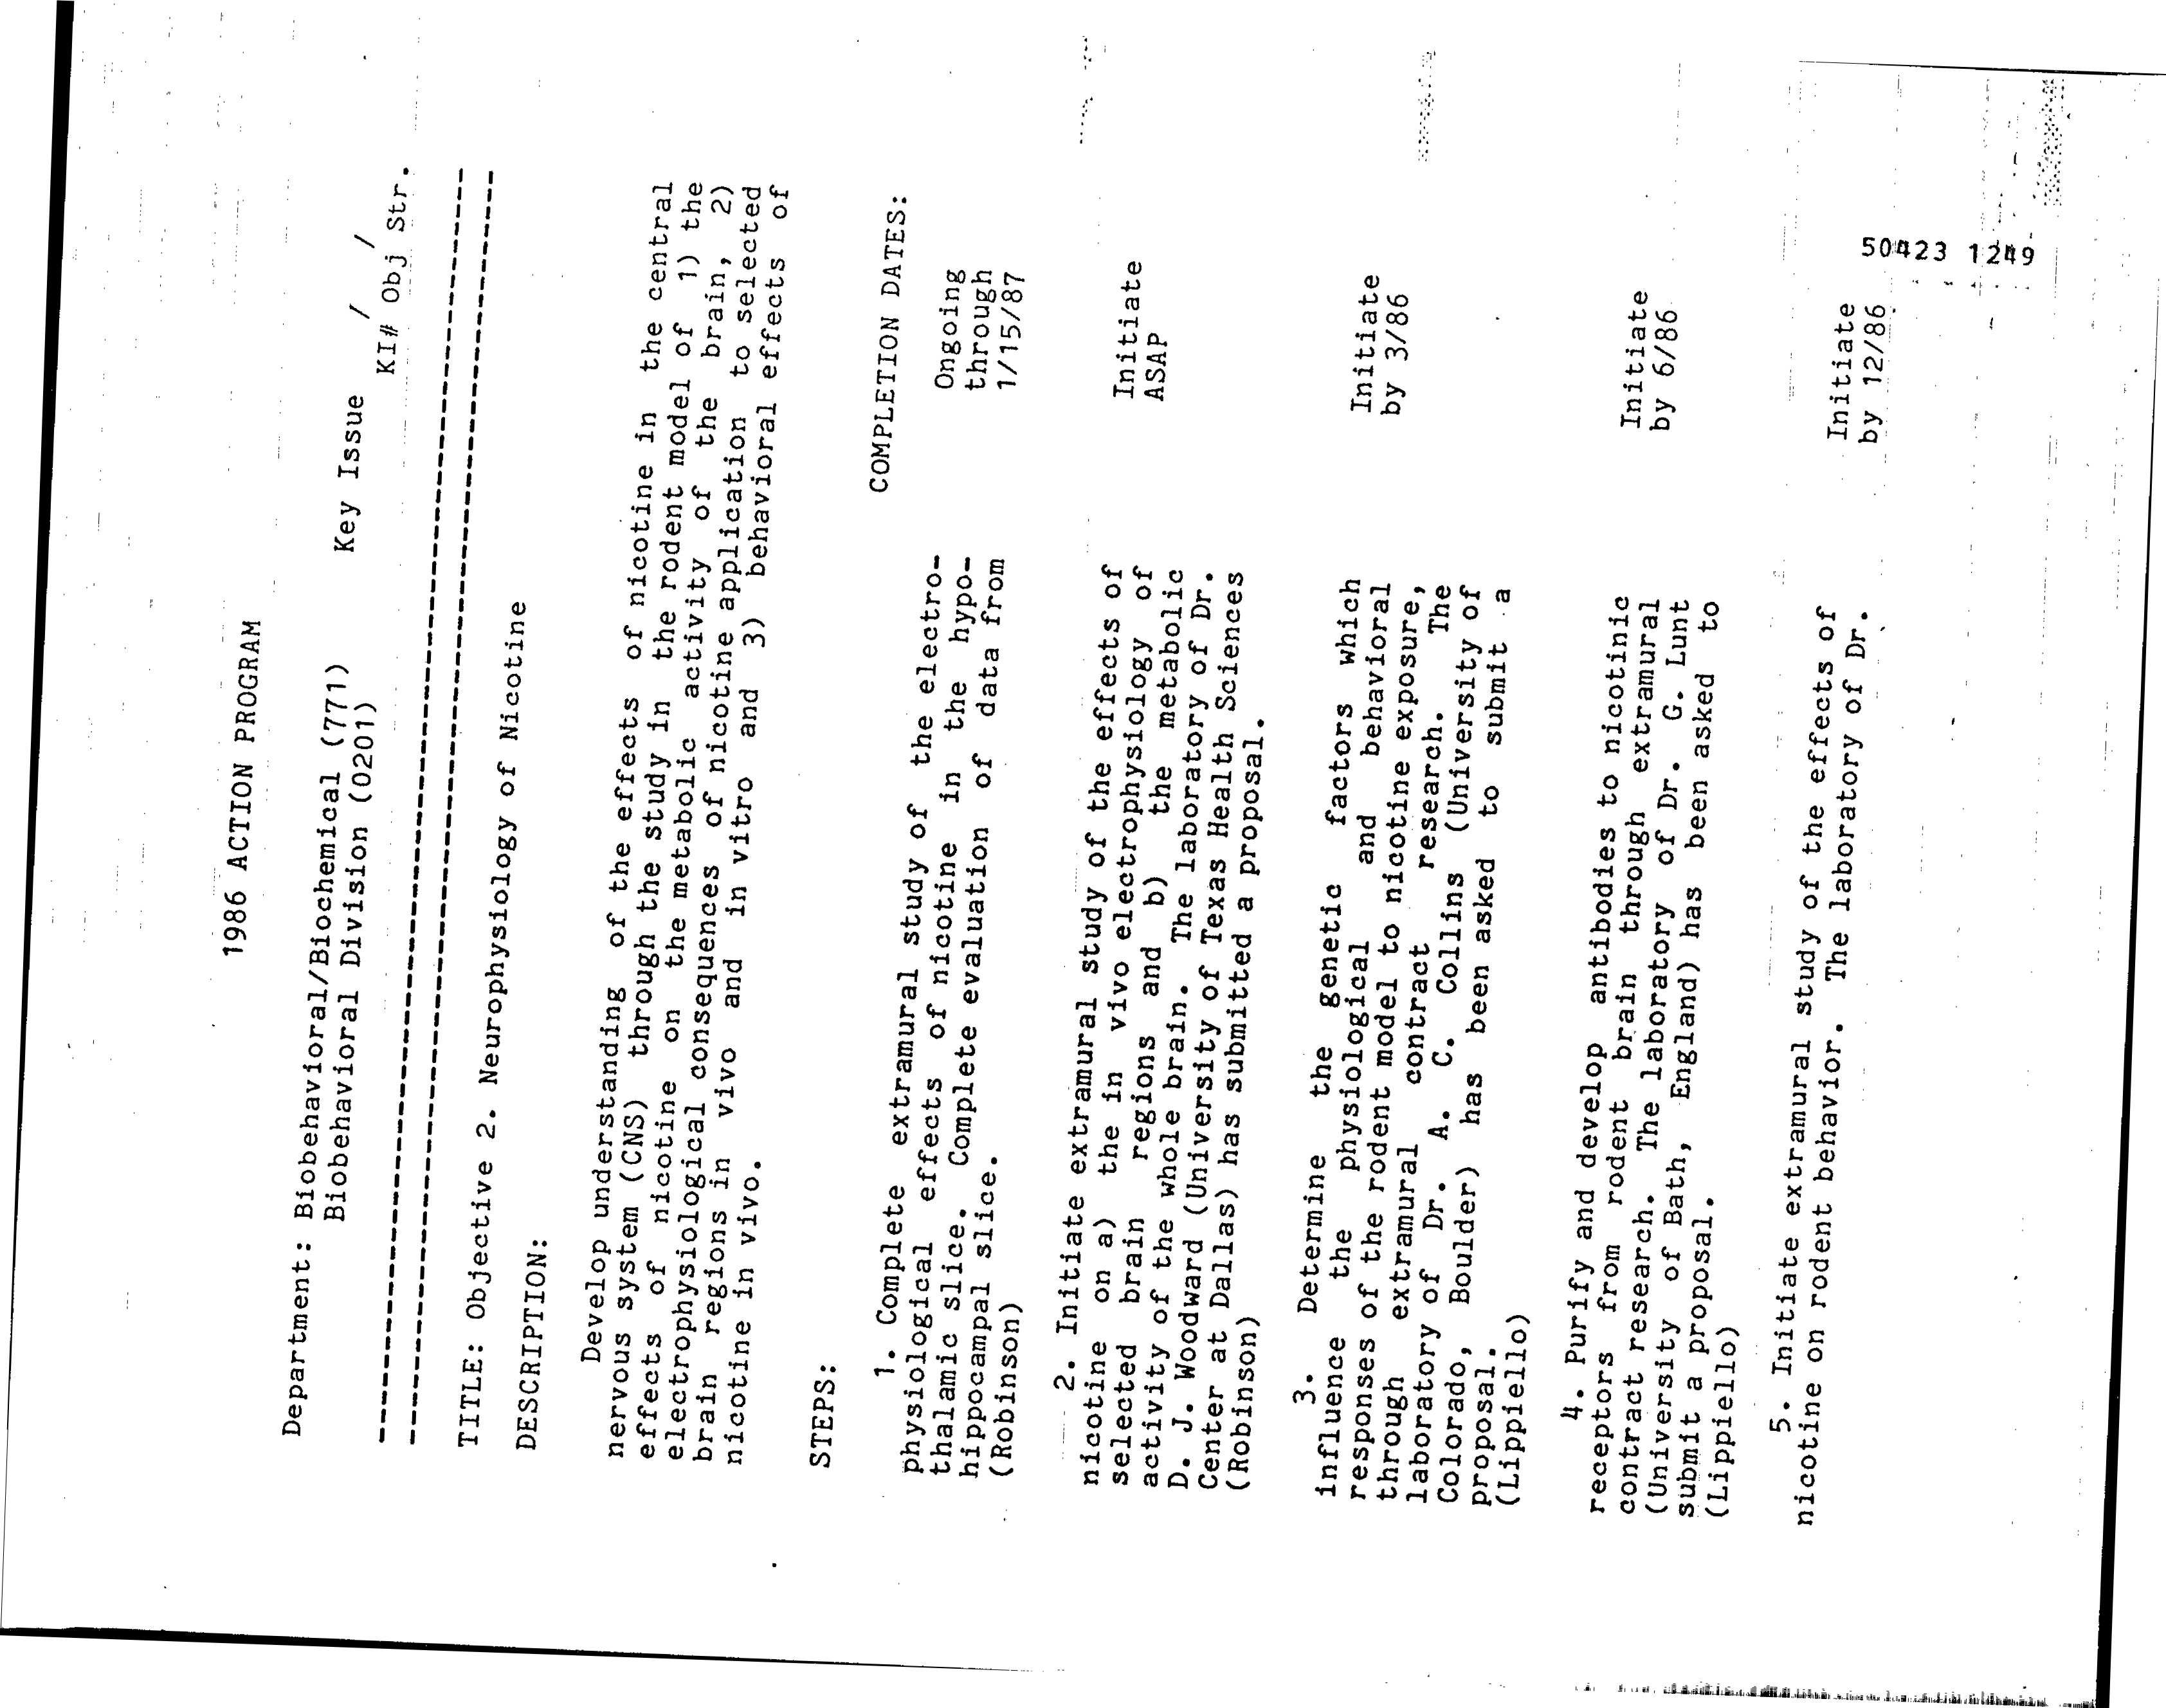 1986 ACTION PROGRAM
Department: Biobehavioral/Biochemical (771) Key Issue / /
Biobehavioral Division (0201) KI# Obj Str.
TITLE: Objective 2. Neurophysiology of Nicotine
DESCRIPTION:
Develop understanding of the effects of nicotine in the central
nervous system (CNS) through the study in the rodent model of 1) the
effects of nicotine on the metabolic activity of the brain, 2)
electrophysiological consequences of nicotine application to selected
brain regions in vivo and in vitro and 3) behavioral effects of
nicotine in vivo.
STEPS: COMPLETION DATES:
1. Complete extramural study of the electro- Ongoing
physiological effects of nicotine in the hypo- through
thalamic slice. Complete evaluation of data from 1/15/87
hippocampal slice.
(Robinson)
2. Initiate extramural study of the effects of Initiate
nicotine on a) the in vivo electrophysiology of ASAP
selected brain regions and b) the metabolic
activity of the whole brain. The laboratory of Dr.
D. J. Woodward (University of Texas Health Sciences
Center at Dallas) has submitted a proposal.
(Robinson)
3. Determine the genetic factors which Initiate
influence the physiological and behavioral by 3/86
responses of the rodent model to nicotine exposure,
through extramural contract research. The
laboratory of Dr. A. C. Collins (University of
Colorado, Boulder) has been asked to submit a
proposal.
(Lippiello)
4. Purify and develop antibodies to nicotinic Initiate
receptors from rodent brain through extramural by 6/86
contract research. The laboratory of Dr. G. Lunt
(University of Bath, England) has been asked to
submit a proposal.
(Lippiello)
5. Initiate extramural study of the effects of Initiate
nicotine on rodent behavior. The laboratory of Dr. by 12/86
50423 1249